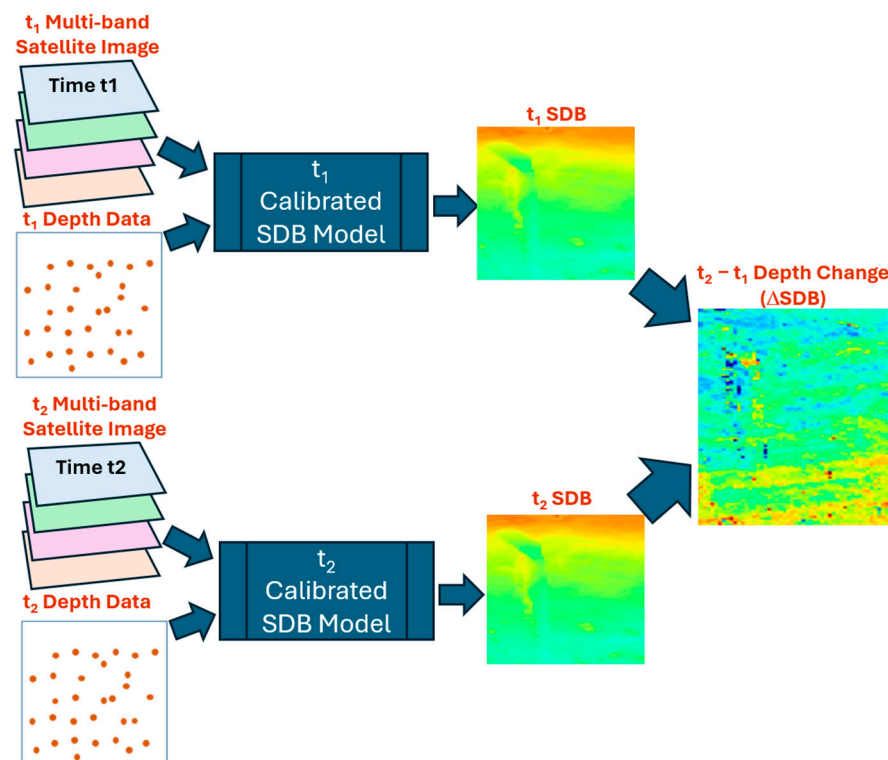 t₁ Multi-band
Satellite Image
Time t1
t₁ Depth Data
t₁
Calibrated
SDB Model
t₁ SDB
t₂ – t₁ Depth Change
(ΔSDB)
t₂ Multi-band
Satellite Image
Time t2
t₂ Depth Data
t₂
Calibrated
SDB Model
t₂ SDB